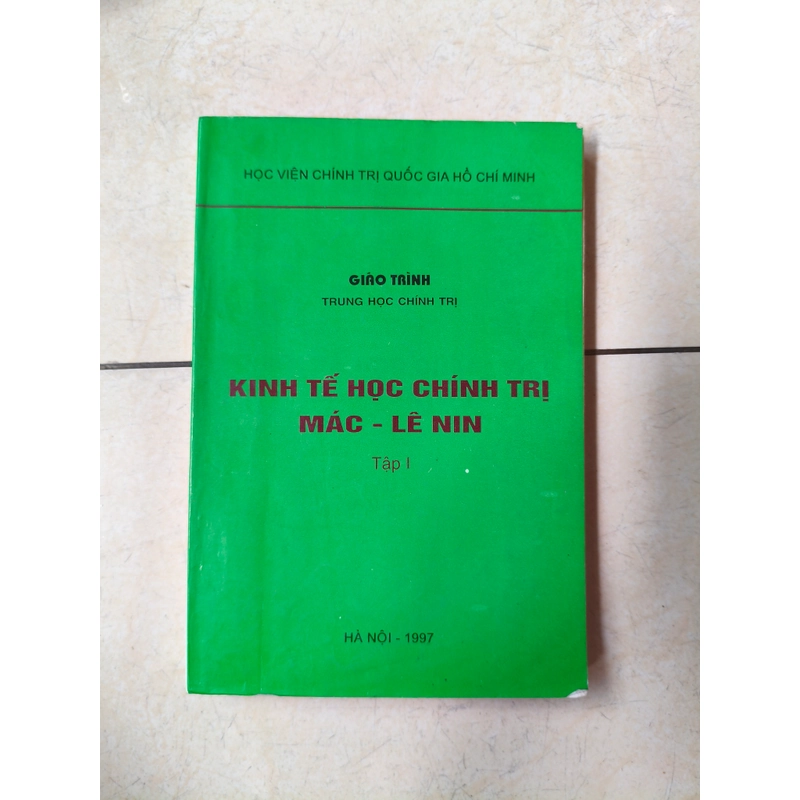 HỌC VIỆN CHÍNH TRỊ QUỐC GIA HỒ CHÍ MINH
GIÁO TRÌNH
TRUNG HỌC CHÍNH TRỊ
KINH TẾ HỌC CHÍNH TRỊ
MÁC - LÊ NIN
Tập I
HÀ NỘI - 1997